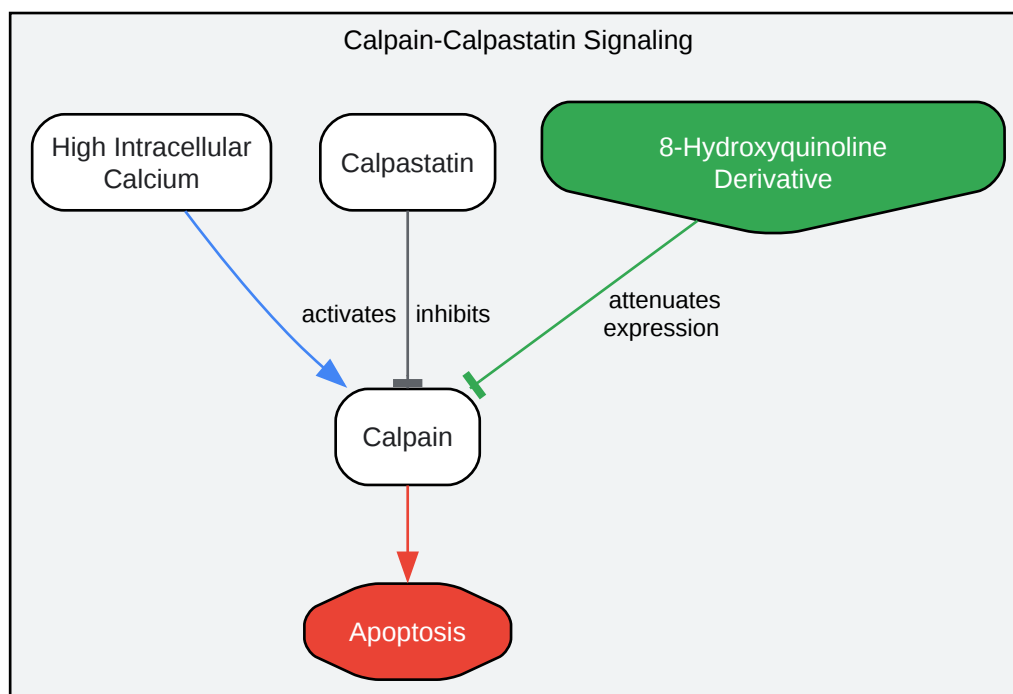 Calpain-Calpastatin Signaling
High Intracellular
Calcium
Calpastatin
8-Hydroxyquinoline
Derivative
activates
inhibits
attenuates
expression
Calpain
Apoptosis